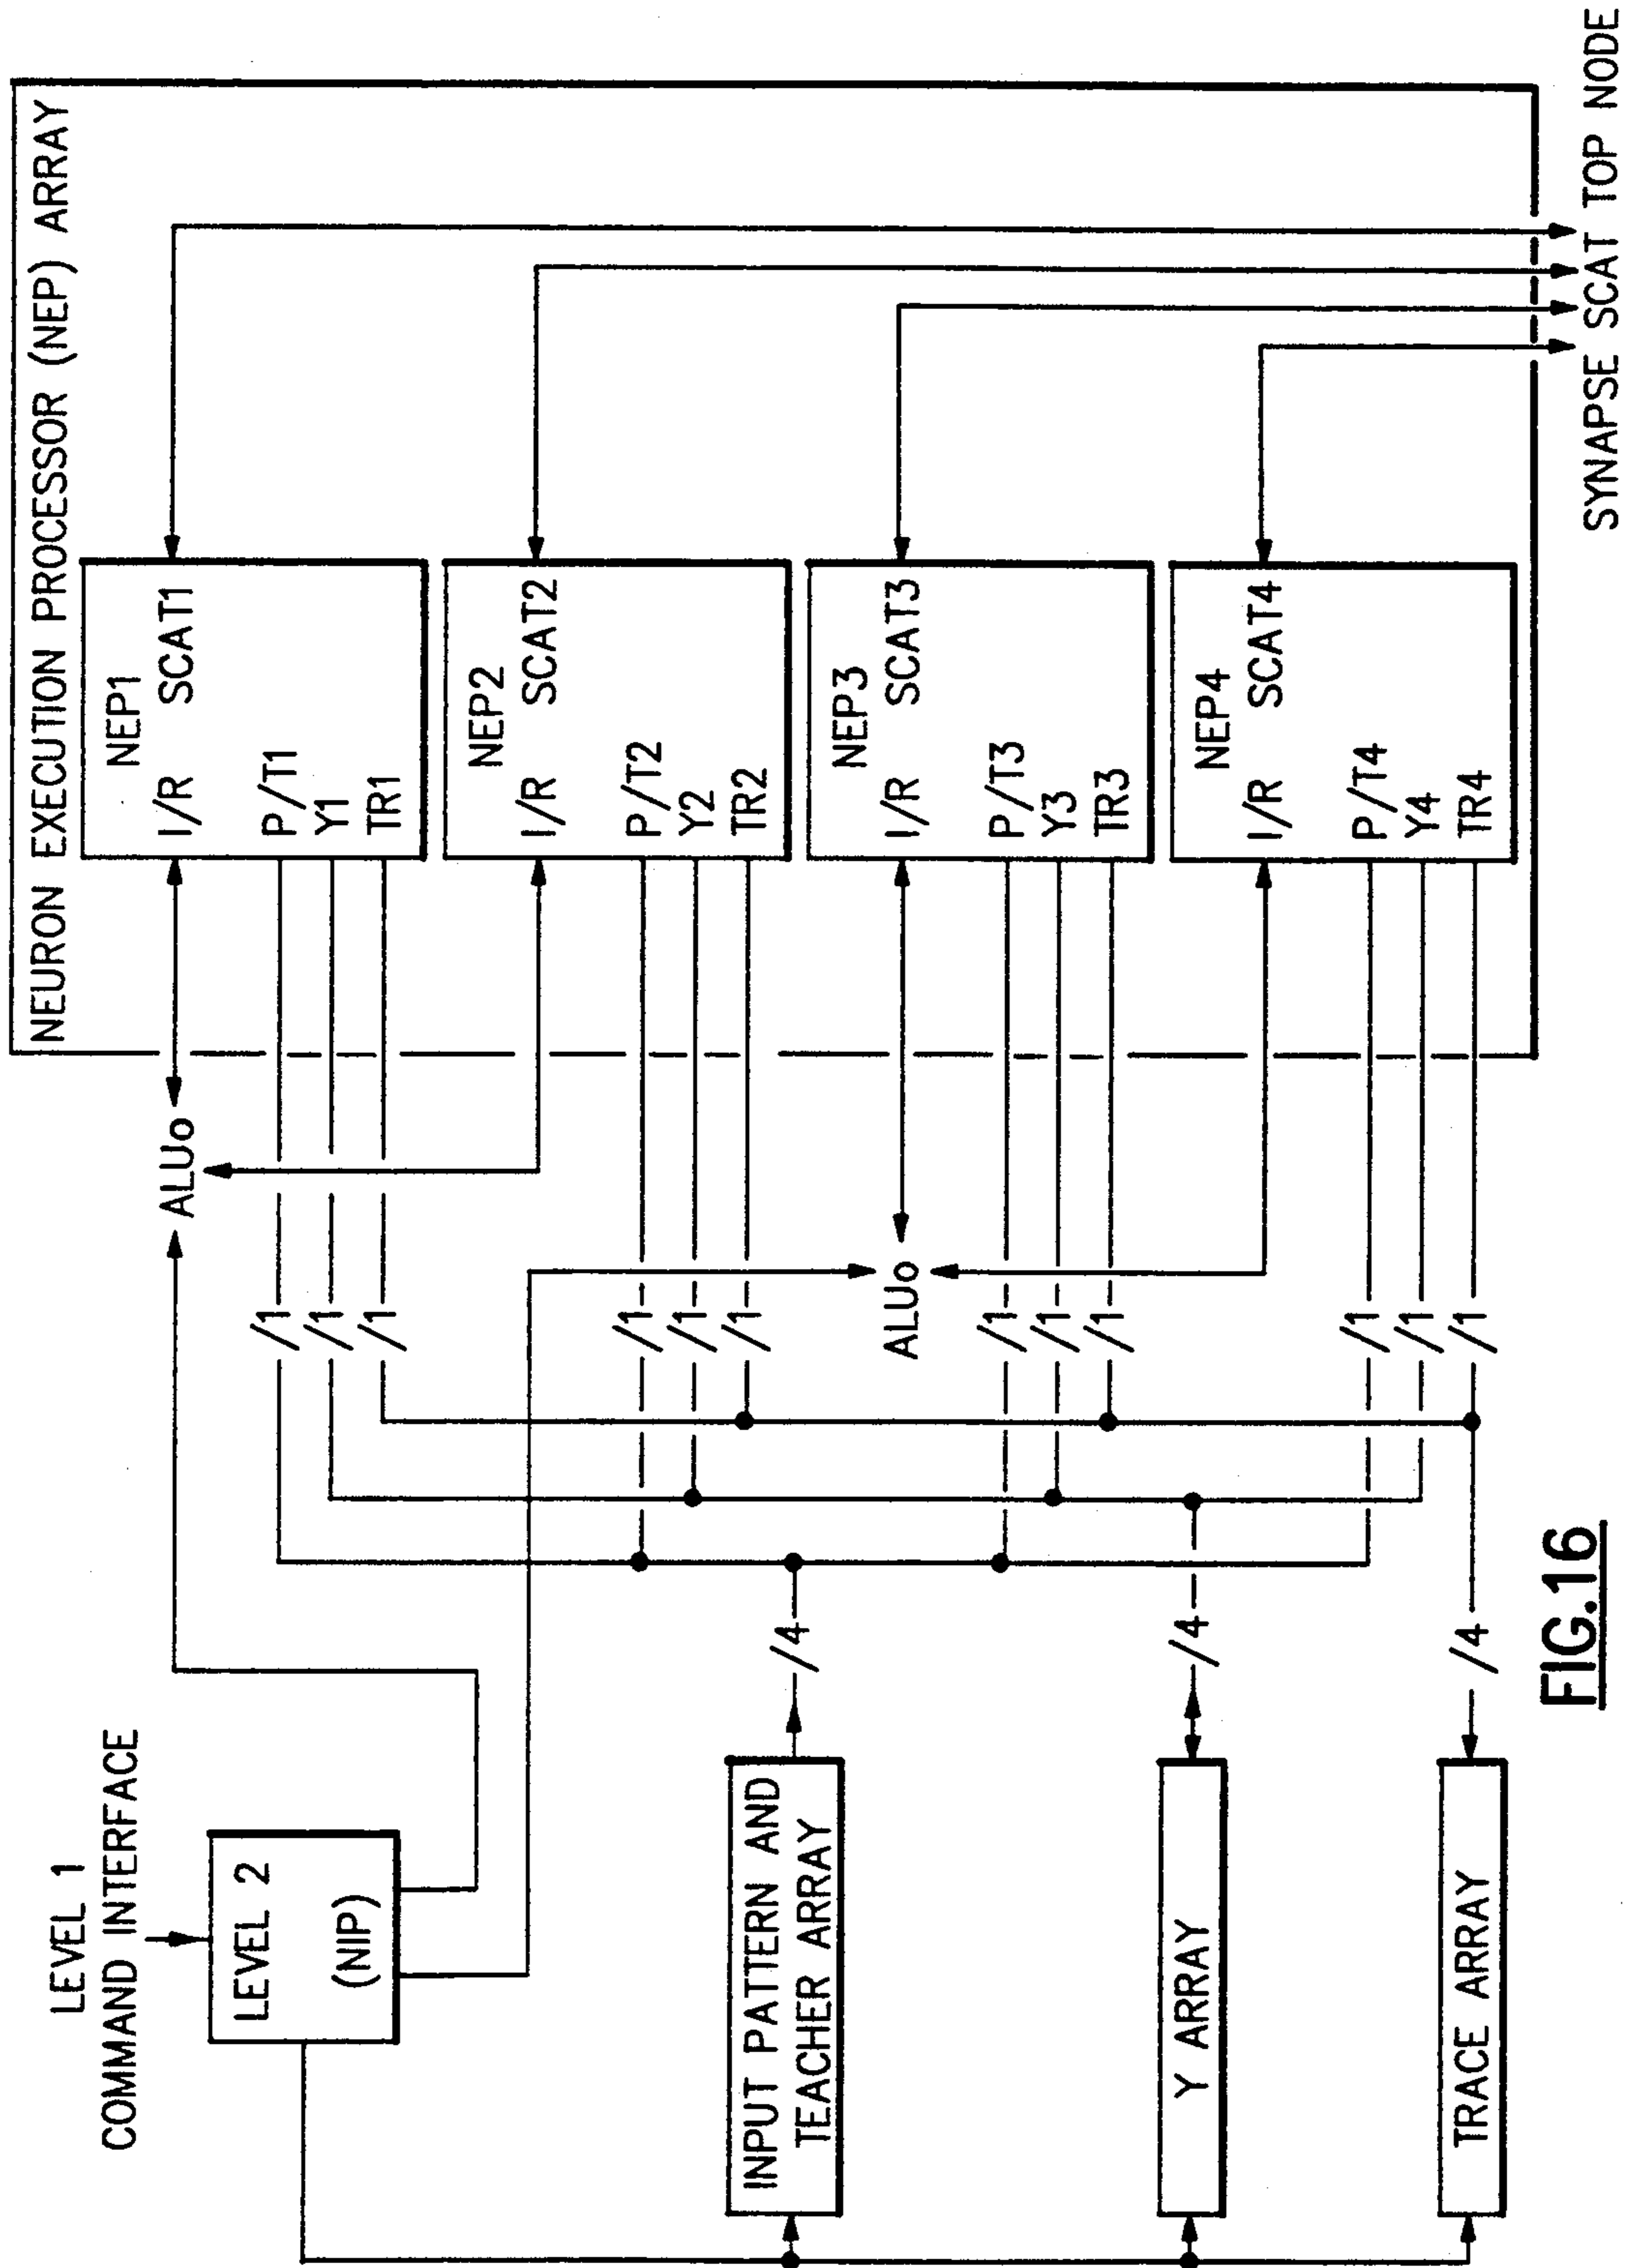 NEURON EXECUTION PROCESSOR (NEP) ARRAY
LEVEL 1
COMMAND INTERFACE
LEVEL 2
(NIP)
ALUo
NEP1
I/R SCAT1
P/T1
Y1
TR1
/1
/1
/1
NEP2
I/R SCAT2
P/T2
Y2
TR2
/1
/1
/1
ALUo
NEP3
I/R SCAT3
P/T3
Y3
TR3
/1
/1
/1
NEP4
I/R SCAT4
P/T4
Y4
TR4
/1
/1
/1
INPUT PATTERN AND
TEACHER ARRAY
/4
Y ARRAY
/4
TRACE ARRAY
/4
SYNAPSE SCAT TOP NODE
FIG.16